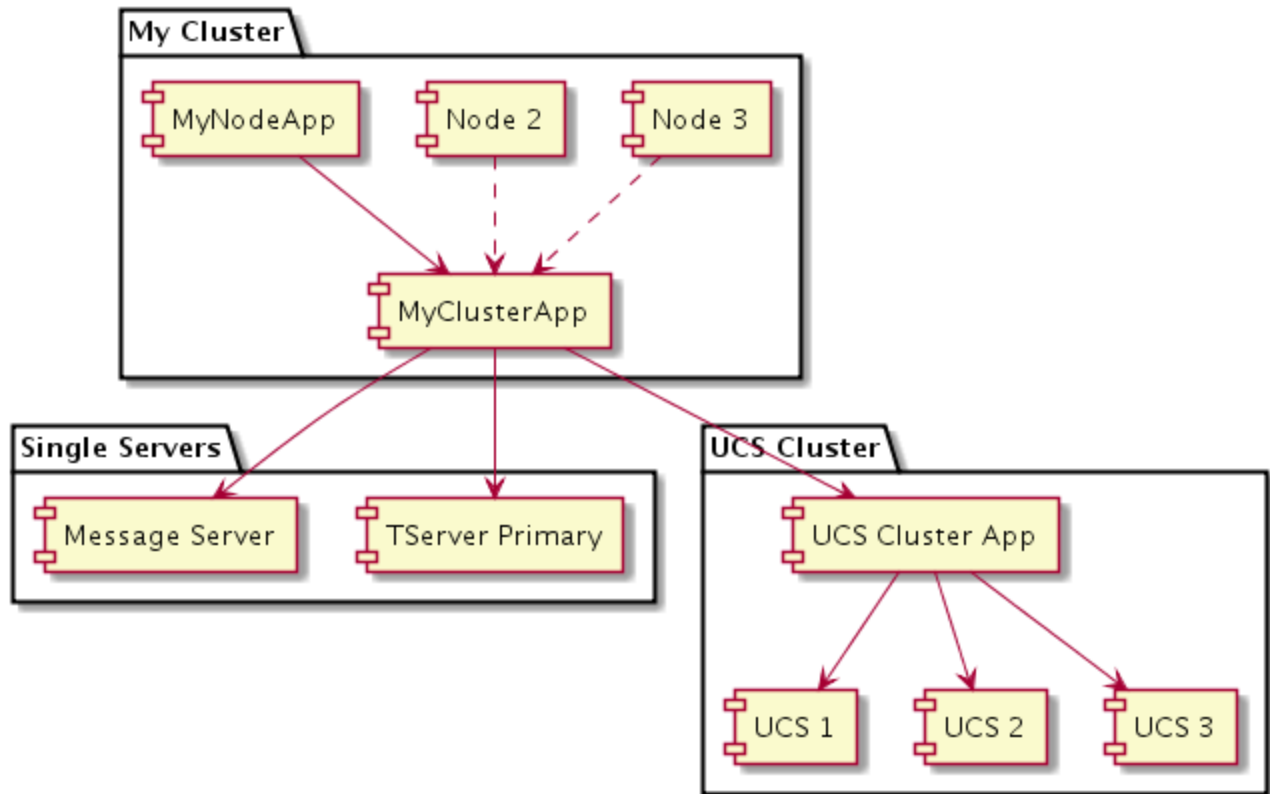 My Cluster
MyNodeApp
Node 2
Node 3
MyClusterApp
Single Servers
UCS Cluster
Message Server
TServer Primary
UCS Cluster App
UCS 1
UCS 2
UCS 3